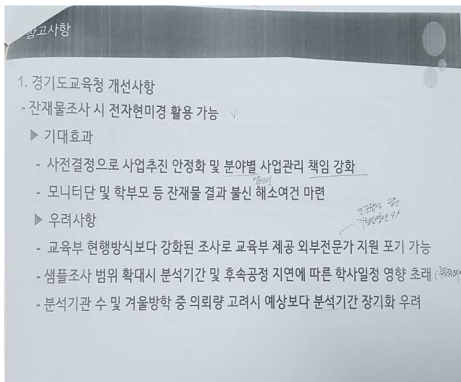 참고사항
1. 경기도교육청 개선사항
- 잔재물조사 시 전자현미경 활용 가능 √
▶ 기대효과
- 사전결정으로 사업추진 안정화 및 분야별 사업관리 책임 강화
- 모니터단 및 학부모 등 잔재물 결과 불신 해소여건 마련
▶ 우려사항
- 교육부 현행방식보다 강화된 조사로 교육부 제공 외부전문가 지원 포기 가능
- 샘플조사 범위 확대시 분석기간 및 후속공정 지연에 따른 학사일정 영향 초래
- 분석기관 수 및 겨울방학 중 의뢰량 고려시 예상보다 분석기간 장기화 우려